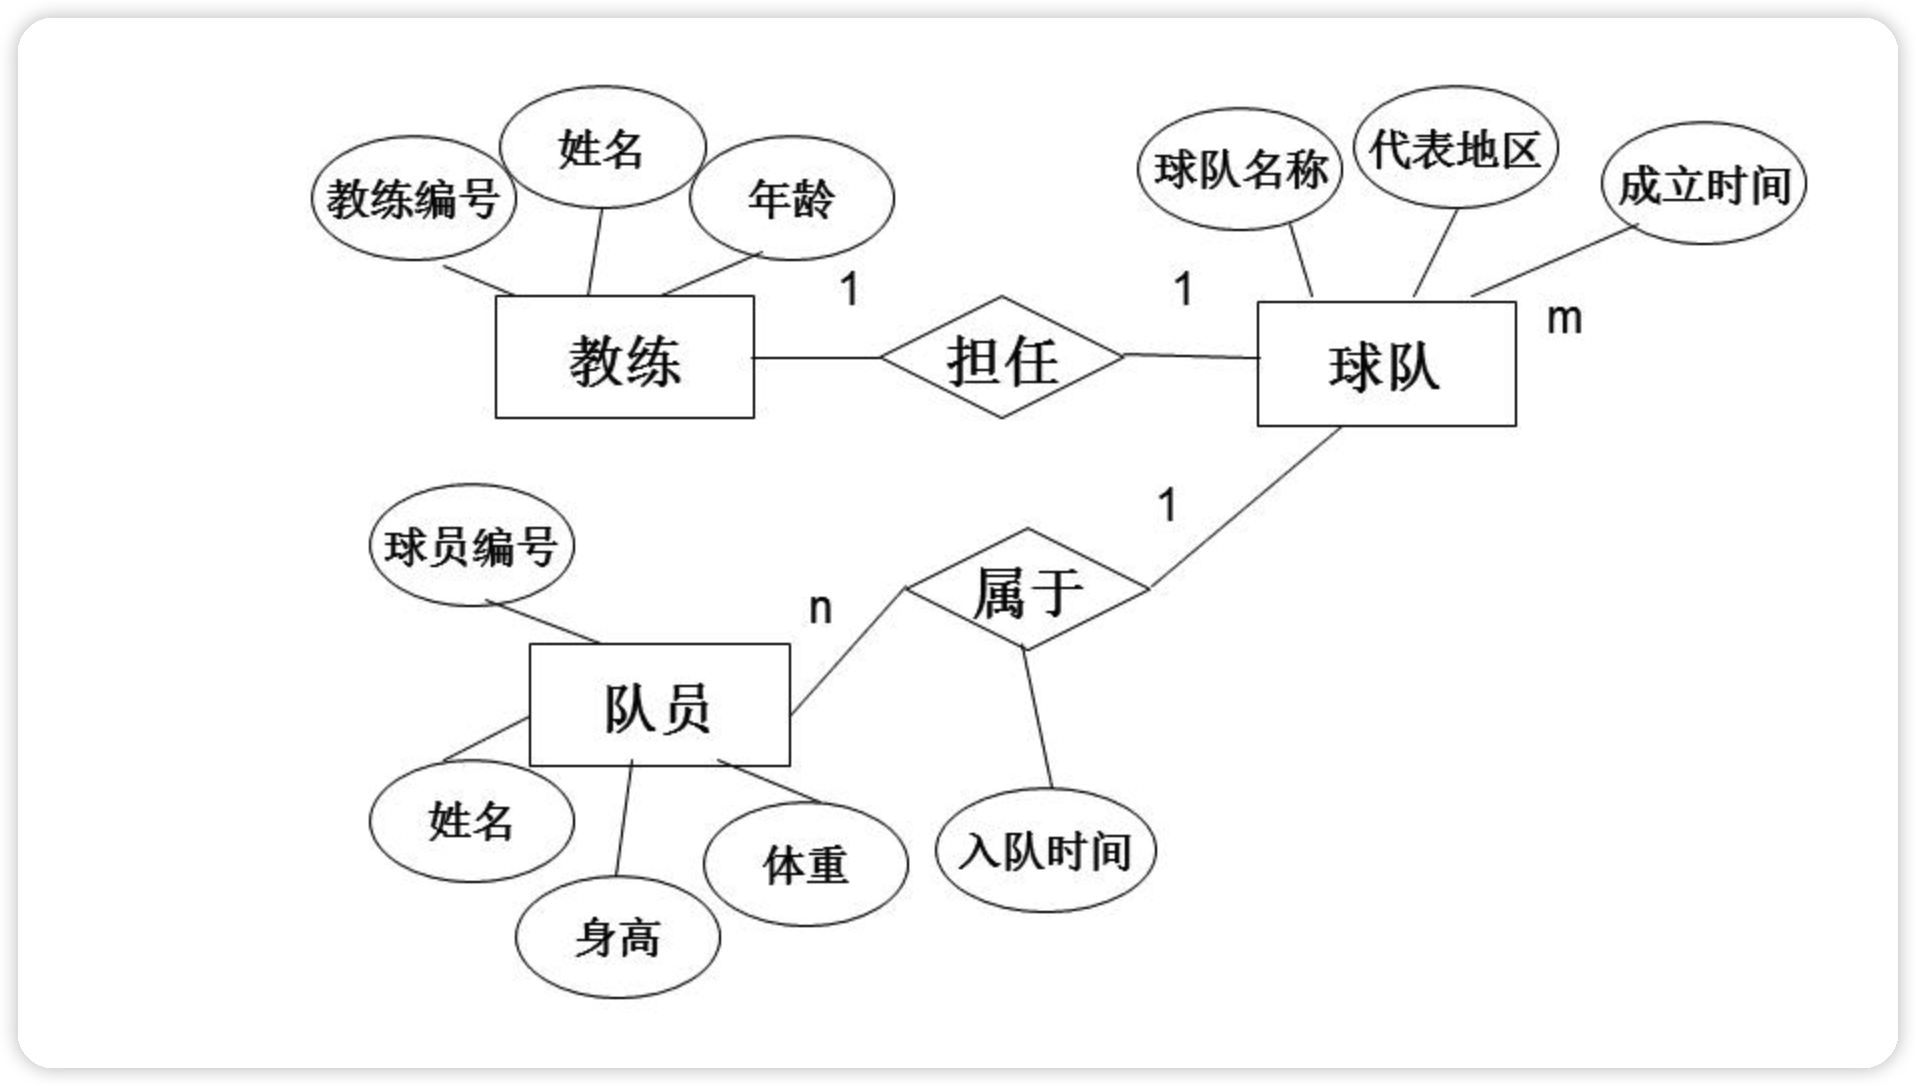 姓名
教练编号
年龄
球队名称
代表地区
成立时间
1
1
m
教练
担任
球队
球员编号
1
n
属于
队员
姓名
体重
入队时间
身高